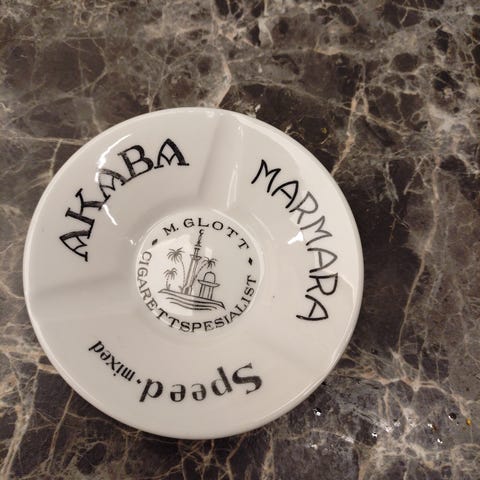 AKABA
MARMARA
Speed. mixed
M. GLOTT
CIGARETTSPESIALIST